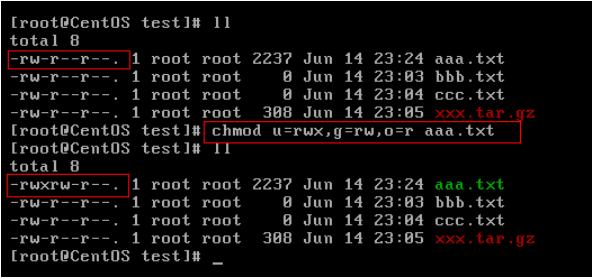 [root@CentOS test]# ll
total 8
-rw-r--r--. 1 root root 2237 Jun 14 23:24 aaa.txt
-rw-r--r--. 1 root root    0 Jun 14 23:03 bbb.txt
-rw-r--r--. 1 root root    0 Jun 14 23:04 ccc.txt
-rw-r--r--. 1 root root  308 Jun 14 23:05 xxx.tar.gz
[root@CentOS test]# chmod u=rwx,g=rw,o=r aaa.txt
[root@CentOS test]# ll
total 8
-rwxrw-r--. 1 root root 2237 Jun 14 23:24 aaa.txt
-rw-r--r--. 1 root root    0 Jun 14 23:03 bbb.txt
-rw-r--r--. 1 root root    0 Jun 14 23:04 ccc.txt
-rw-r--r--. 1 root root  308 Jun 14 23:05 xxx.tar.gz
[root@CentOS test]# _